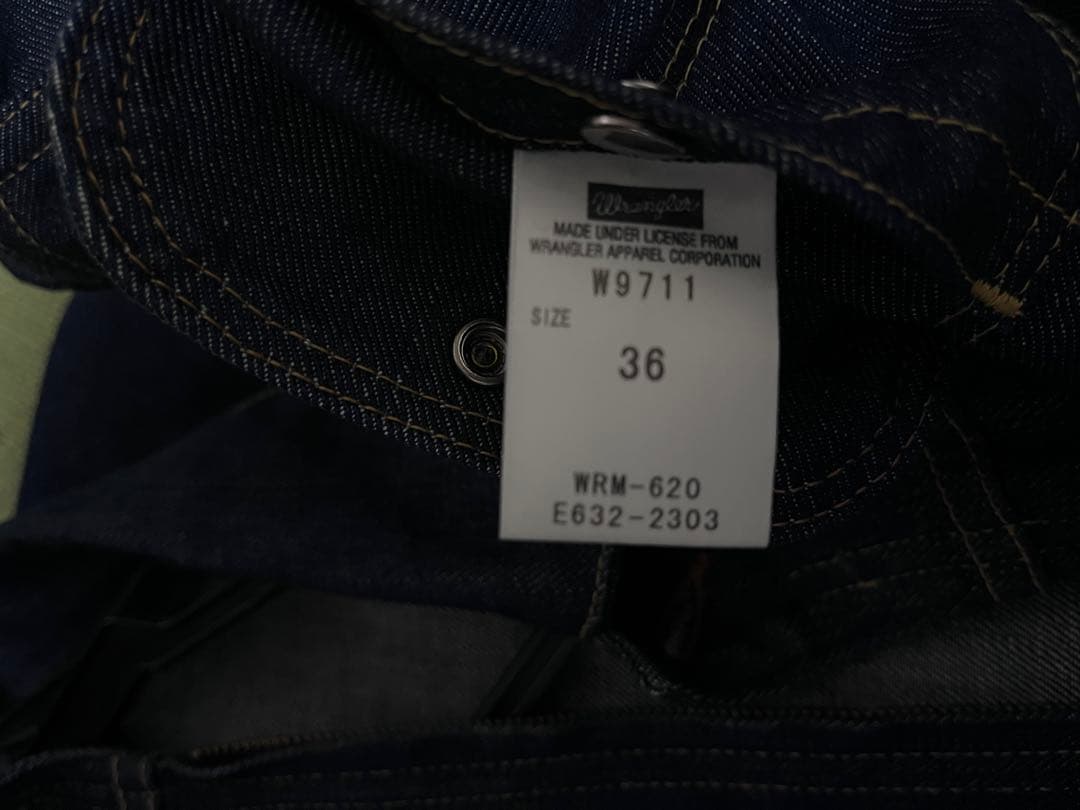 Wrangler
MADE UNDER LICENSE FROM
WRANGLER APPAREL CORPORATION
W9711
SIZE
36
WRM-620
E632-2303